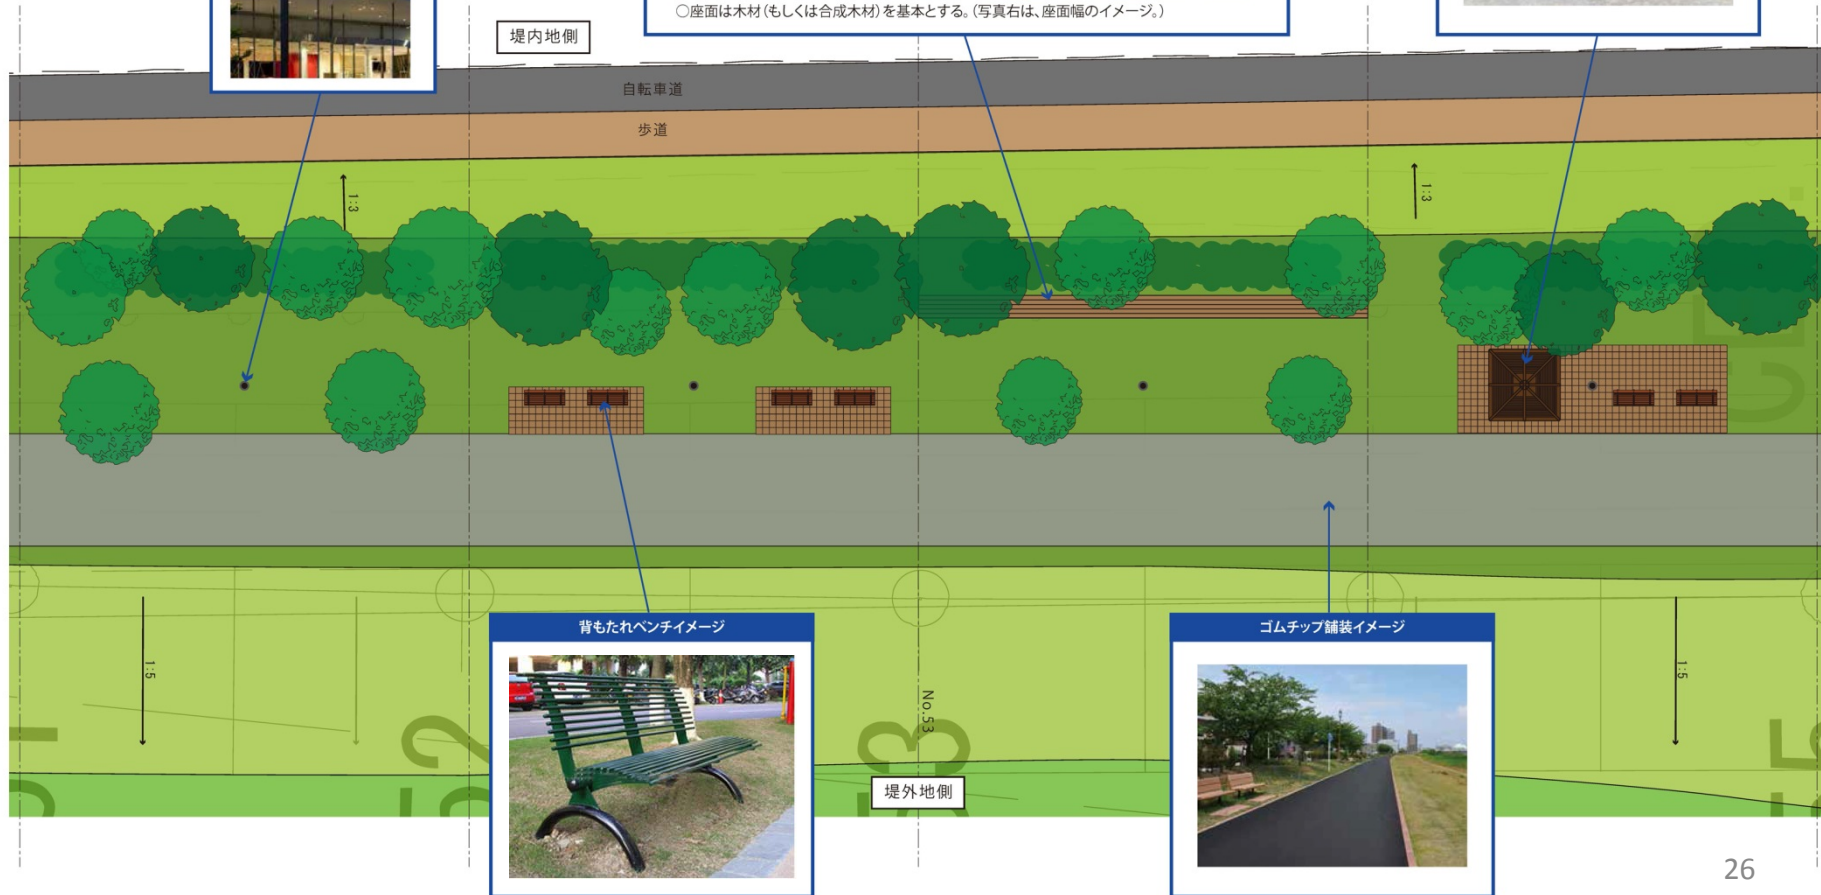 ○座面は木材(もしくは合成木材)を基本とする。(写真右は、座面幅のイメージ。)
堤内地側
自転車道
歩道
1:3
1:3
背もたれベンチイメージ
ゴムチップ舗装イメージ
1:5
1:5
52
No.53
53
堤外地側
26